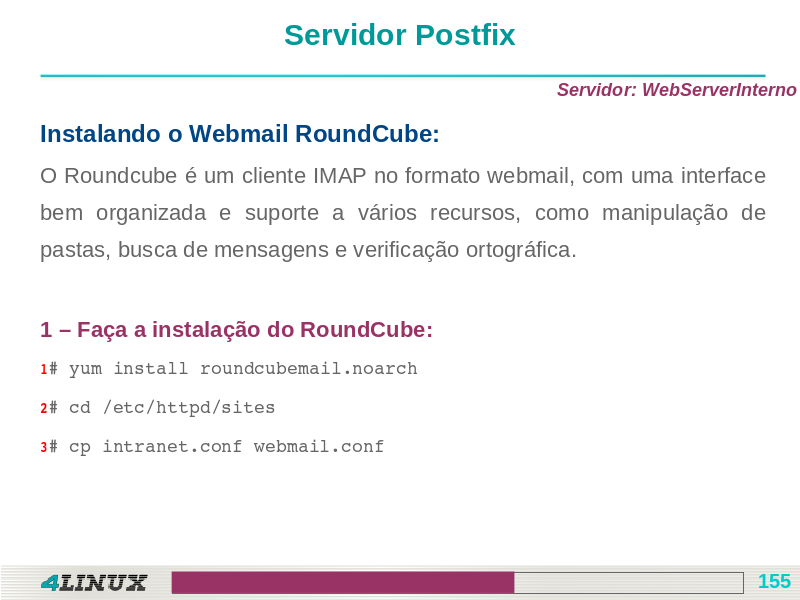 Servidor Postfix
Servidor: WebServerInterno
Instalando o Webmail RoundCube:
O Roundcube é um cliente IMAP no formato webmail, com uma interface
bem organizada e suporte a vários recursos, como manipulação de
pastas, busca de mensagens e verificação ortográfica.
1 – Faça a instalação do RoundCube:
1# yum install roundcubemail.noarch
2# cd /etc/httpd/sites
3# cp intranet.conf webmail.conf
4LINUX
155